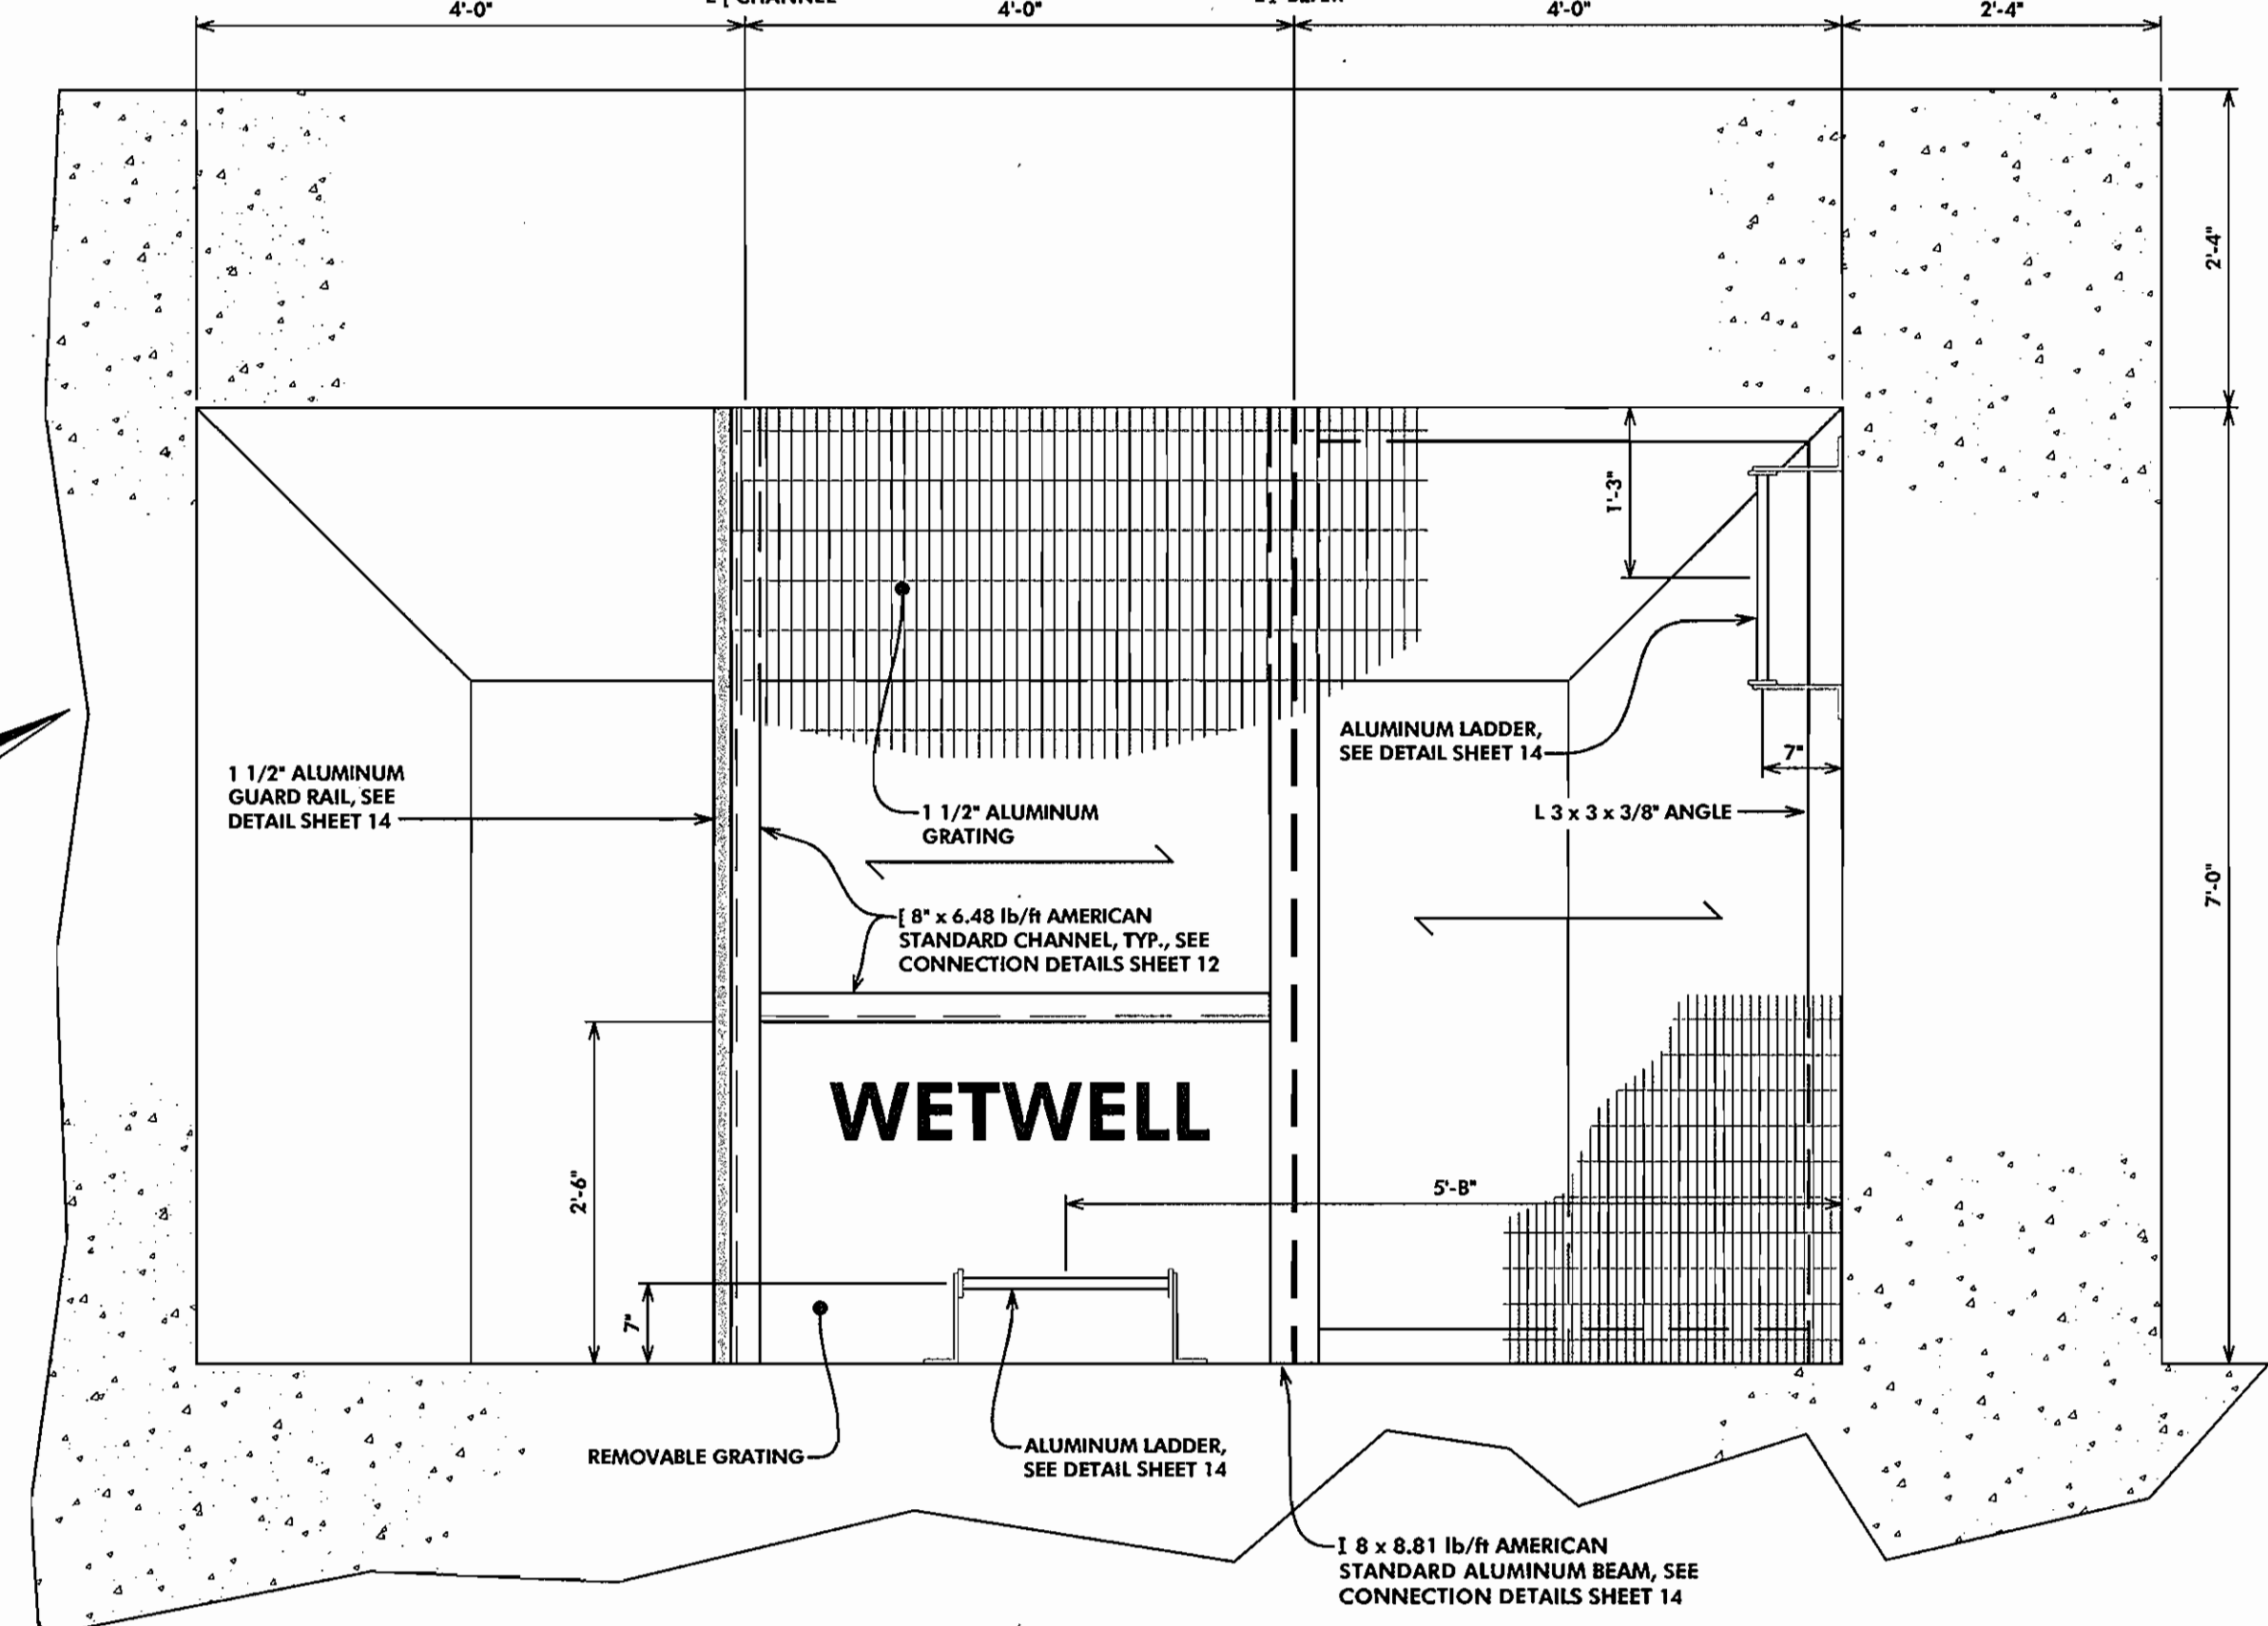 4'-0" 4'-0" 4'-0" 2'-4"
2'-4"
1'-3"
ALUMINUM LADDER,
SEE DETAIL SHEET 14
7"
1 1/2" ALUMINUM
GUARD RAIL, SEE
DETAIL SHEET 14
1 1/2" ALUMINUM
GRATING
L 3 x 3 x 3/8" ANGLE
7'-0"
[ 8" x 6.48 lb/ft AMERICAN
STANDARD CHANNEL, TYP., SEE
CONNECTION DETAILS SHEET 12
WETWELL
2'-6"
5'-8"
7"
REMOVABLE GRATING
ALUMINUM LADDER,
SEE DETAIL SHEET 14
I 8 x 8.81 lb/ft AMERICAN
STANDARD ALUMINUM BEAM, SEE
CONNECTION DETAILS SHEET 14